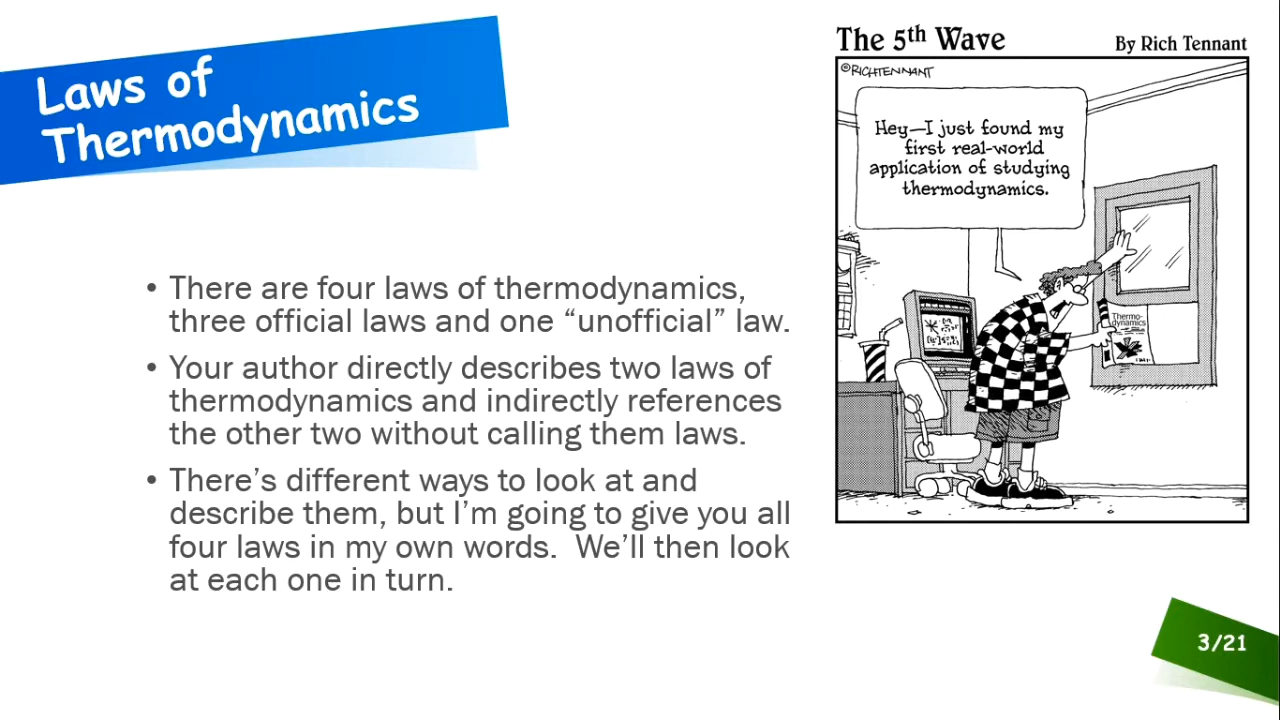 Laws of
Thermodynamics
• There are four laws of thermodynamics,
three official laws and one “unofficial” law.
• Your author directly describes two laws of
thermodynamics and indirectly references
the other two without calling them laws.
• There’s different ways to look at and
describe them, but I’m going to give you all
four laws in my own words.  We’ll then look
at each one in turn.
The 5th Wave
By Rich Tennant
©RICHTENNANT
Hey—I just found my
first real-world
application of studying
thermodynamics.
Thermo-
dynamics
3/21